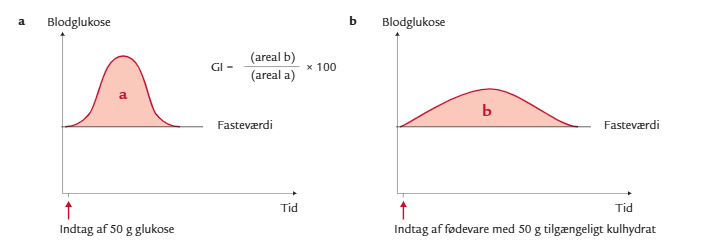 a Blodglukose
GI = (areal b) / (areal a) × 100
a
Fasteværdi
Tid
Indtag af 50 g glukose
b Blodglukose
b
Fasteværdi
Tid
Indtag af fødevare med 50 g tilgængeligt kulhydrat